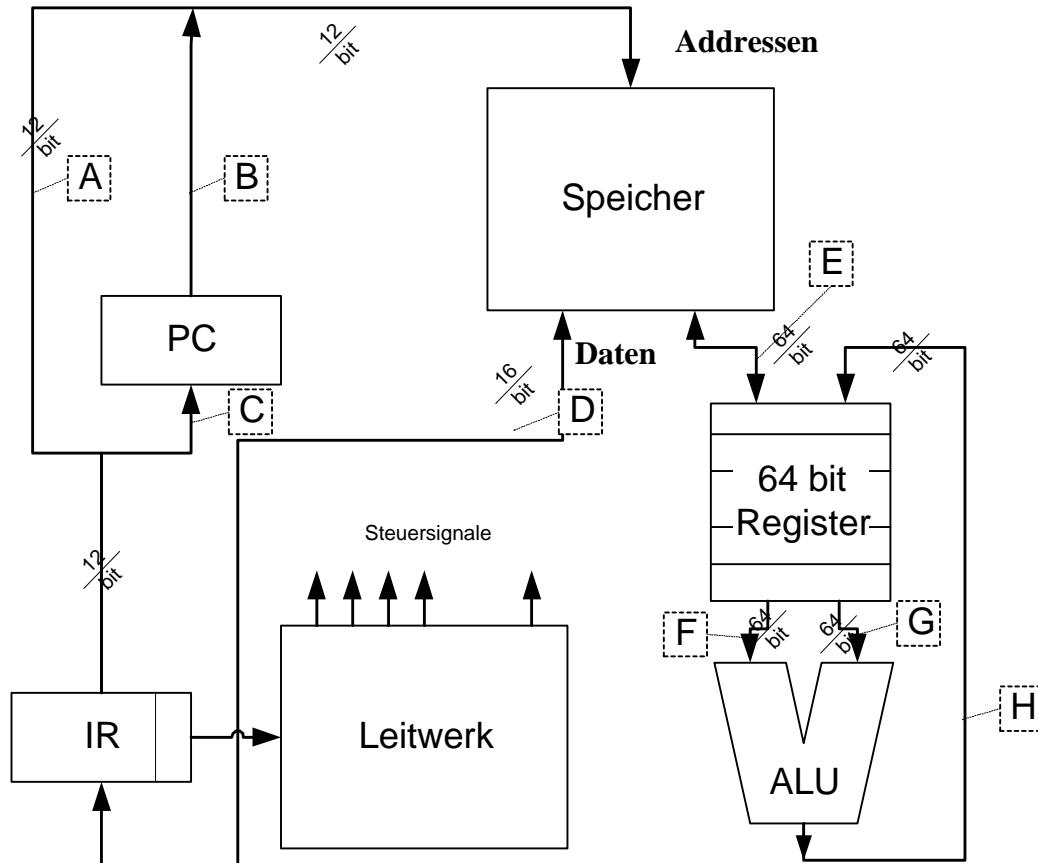 12
bit
Addressen
12
bit
A
B
Speicher
E
PC
Daten
64
bit
64
bit
16
bit
C
D
64 bit
Register
Steuersignale
12
bit
F
64
bit
64
bit
G
IR
Leitwerk
H
ALU